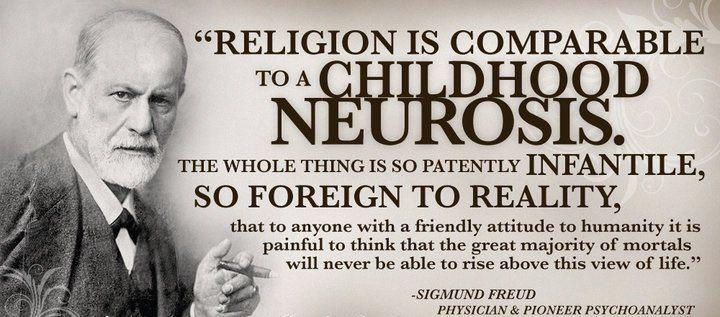 “RELIGION IS COMPARABLE
TO A CHILDHOOD
NEUROSIS.
THE WHOLE THING IS SO PATENTLY INFANTILE,
SO FOREIGN TO REALITY,
that to anyone with a friendly attitude to humanity it is
painful to think that the great majority of mortals
will never be able to rise above this view of life.”
-SIGMUND FREUD
PHYSICIAN & PIONEER PSYCHOANALYST